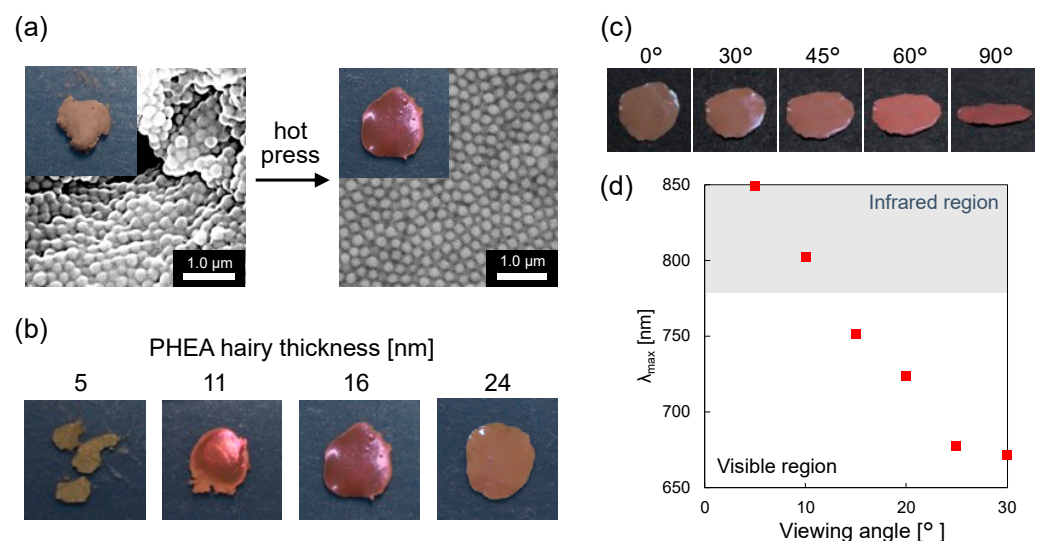 (a)
hot
press
1.0 μm
1.0 μm
(b)
PHEA hairy thickness [nm]
5 11 16 24
(c)
0° 30° 45° 60° 90°
(d)
850
800
750
700
650
λmax [nm]
Infrared region
Visible region
0 10 20 30
Viewing angle [° ]